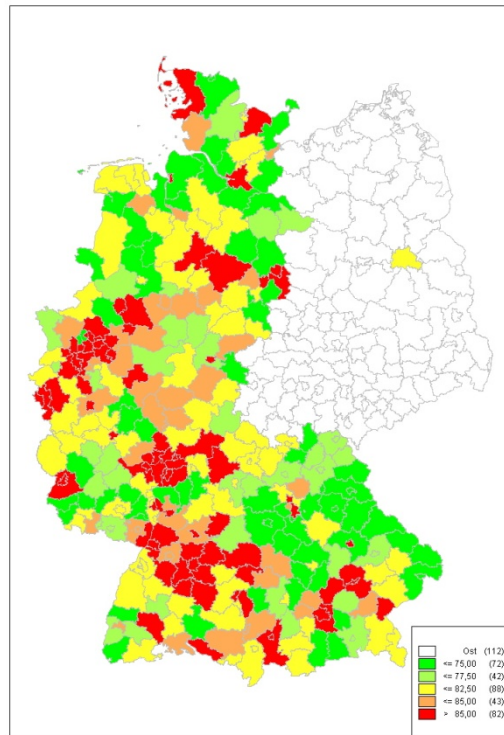 Ost (112)
<= 75,00 (72)
<= 77,50 (42)
<= 82,50 (88)
<= 85,00 (43)
> 85,00 (82)